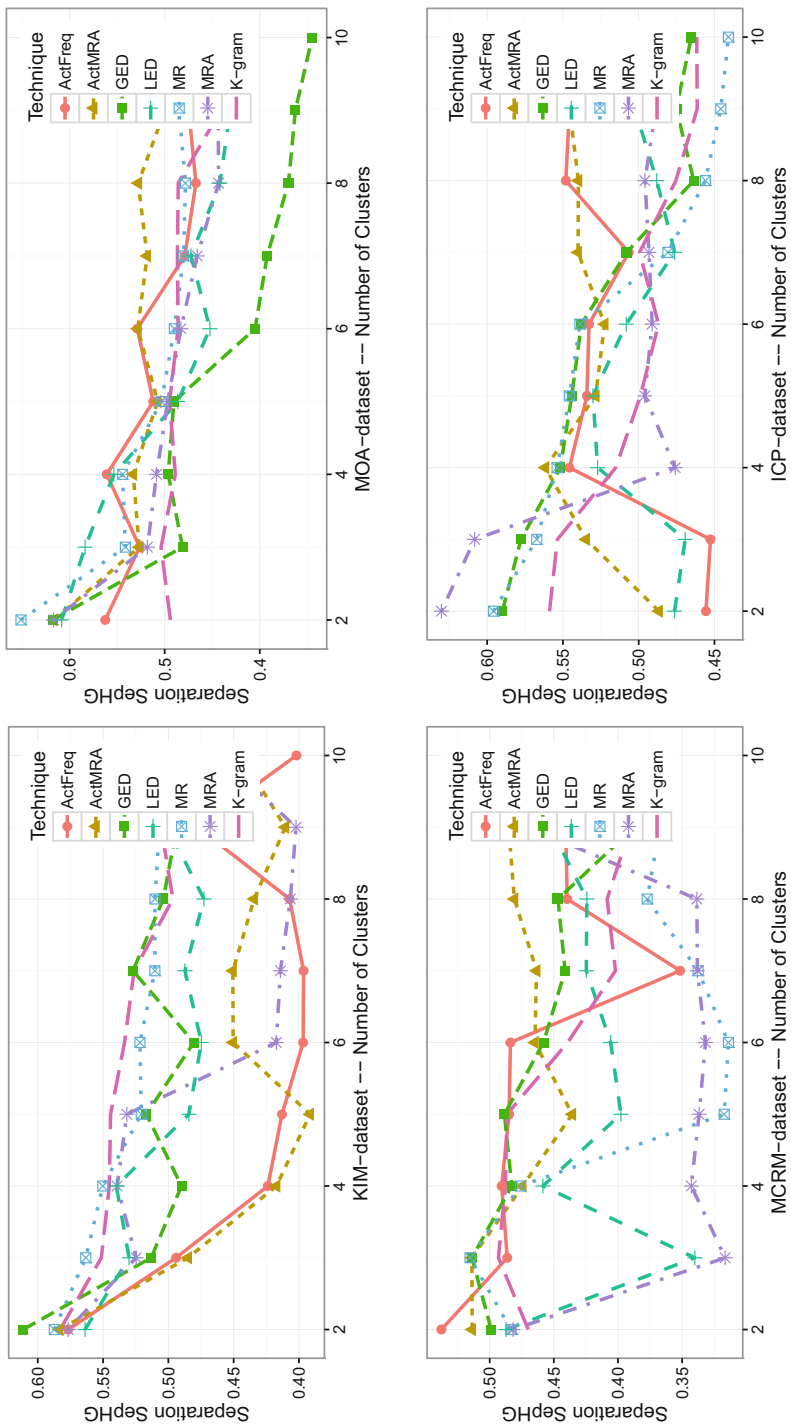 Separation SepHG
0.60
0.55
0.50
0.45
0.40
Technique
ActFreq
ActMRA
GED
LED
MR
MRA
K-gram
2 4 6 8 10
KIM-dataset -- Number of Clusters
Separation SepHG
0.6
0.5
0.4
Technique
ActFreq
ActMRA
GED
LED
MR
MRA
K-gram
2 4 6 8 10
MOA-dataset -- Number of Clusters
Separation SepHG
0.50
0.45
0.40
0.35
Technique
ActFreq
ActMRA
GED
LED
MR
MRA
K-gram
2 4 6 8 10
MCRM-dataset -- Number of Clusters
Separation SepHG
0.60
0.55
0.50
0.45
Technique
ActFreq
ActMRA
GED
LED
MR
MRA
K-gram
2 4 6 8 10
ICP-dataset -- Number of Clusters